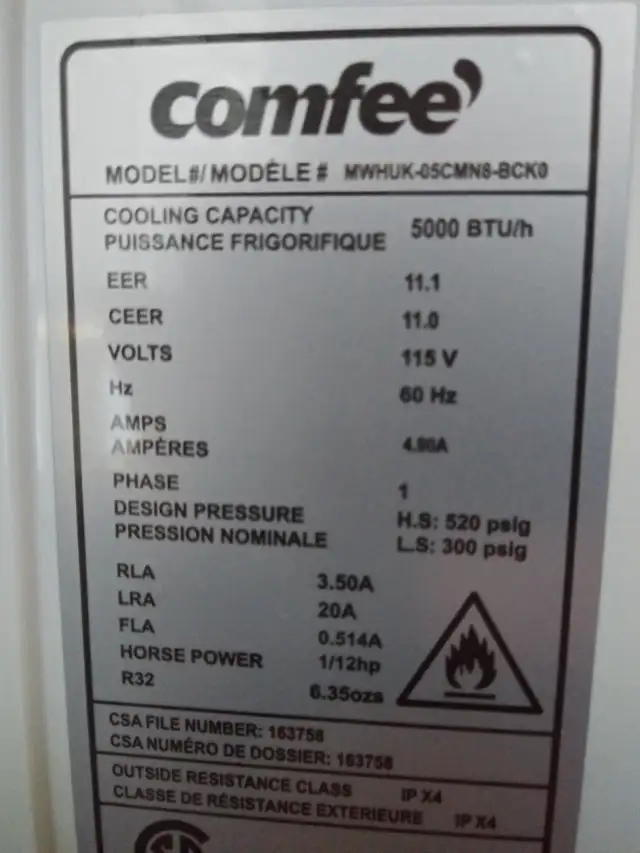 comfee'
MODEL#/MODÈLE # MWHUK-05CMN8-BCK0
COOLING CAPACITY
PUISSANCE FRIGORIFIQUE 5000 BTU/h
EER 11.1
CEER 11.0
VOLTS 115 V
Hz 60 Hz
AMPS
AMPÈRES
PHASE 1
DESIGN PRESSURE H.S: 520 psig
PRESSION NOMINALE L.S: 300 psig
RLA 3.50A
LRA 20A
FLA 0.514A
HORSE POWER 1/12hp
R32 6.35ozs
CSA FILE NUMBER: 163758
CSA NUMÉRO DE DOSSIER: 163758
OUTSIDE RESISTANCE CLASS IP X4
CLASSE DE RÉSISTANCE EXTERIEURE IP X4